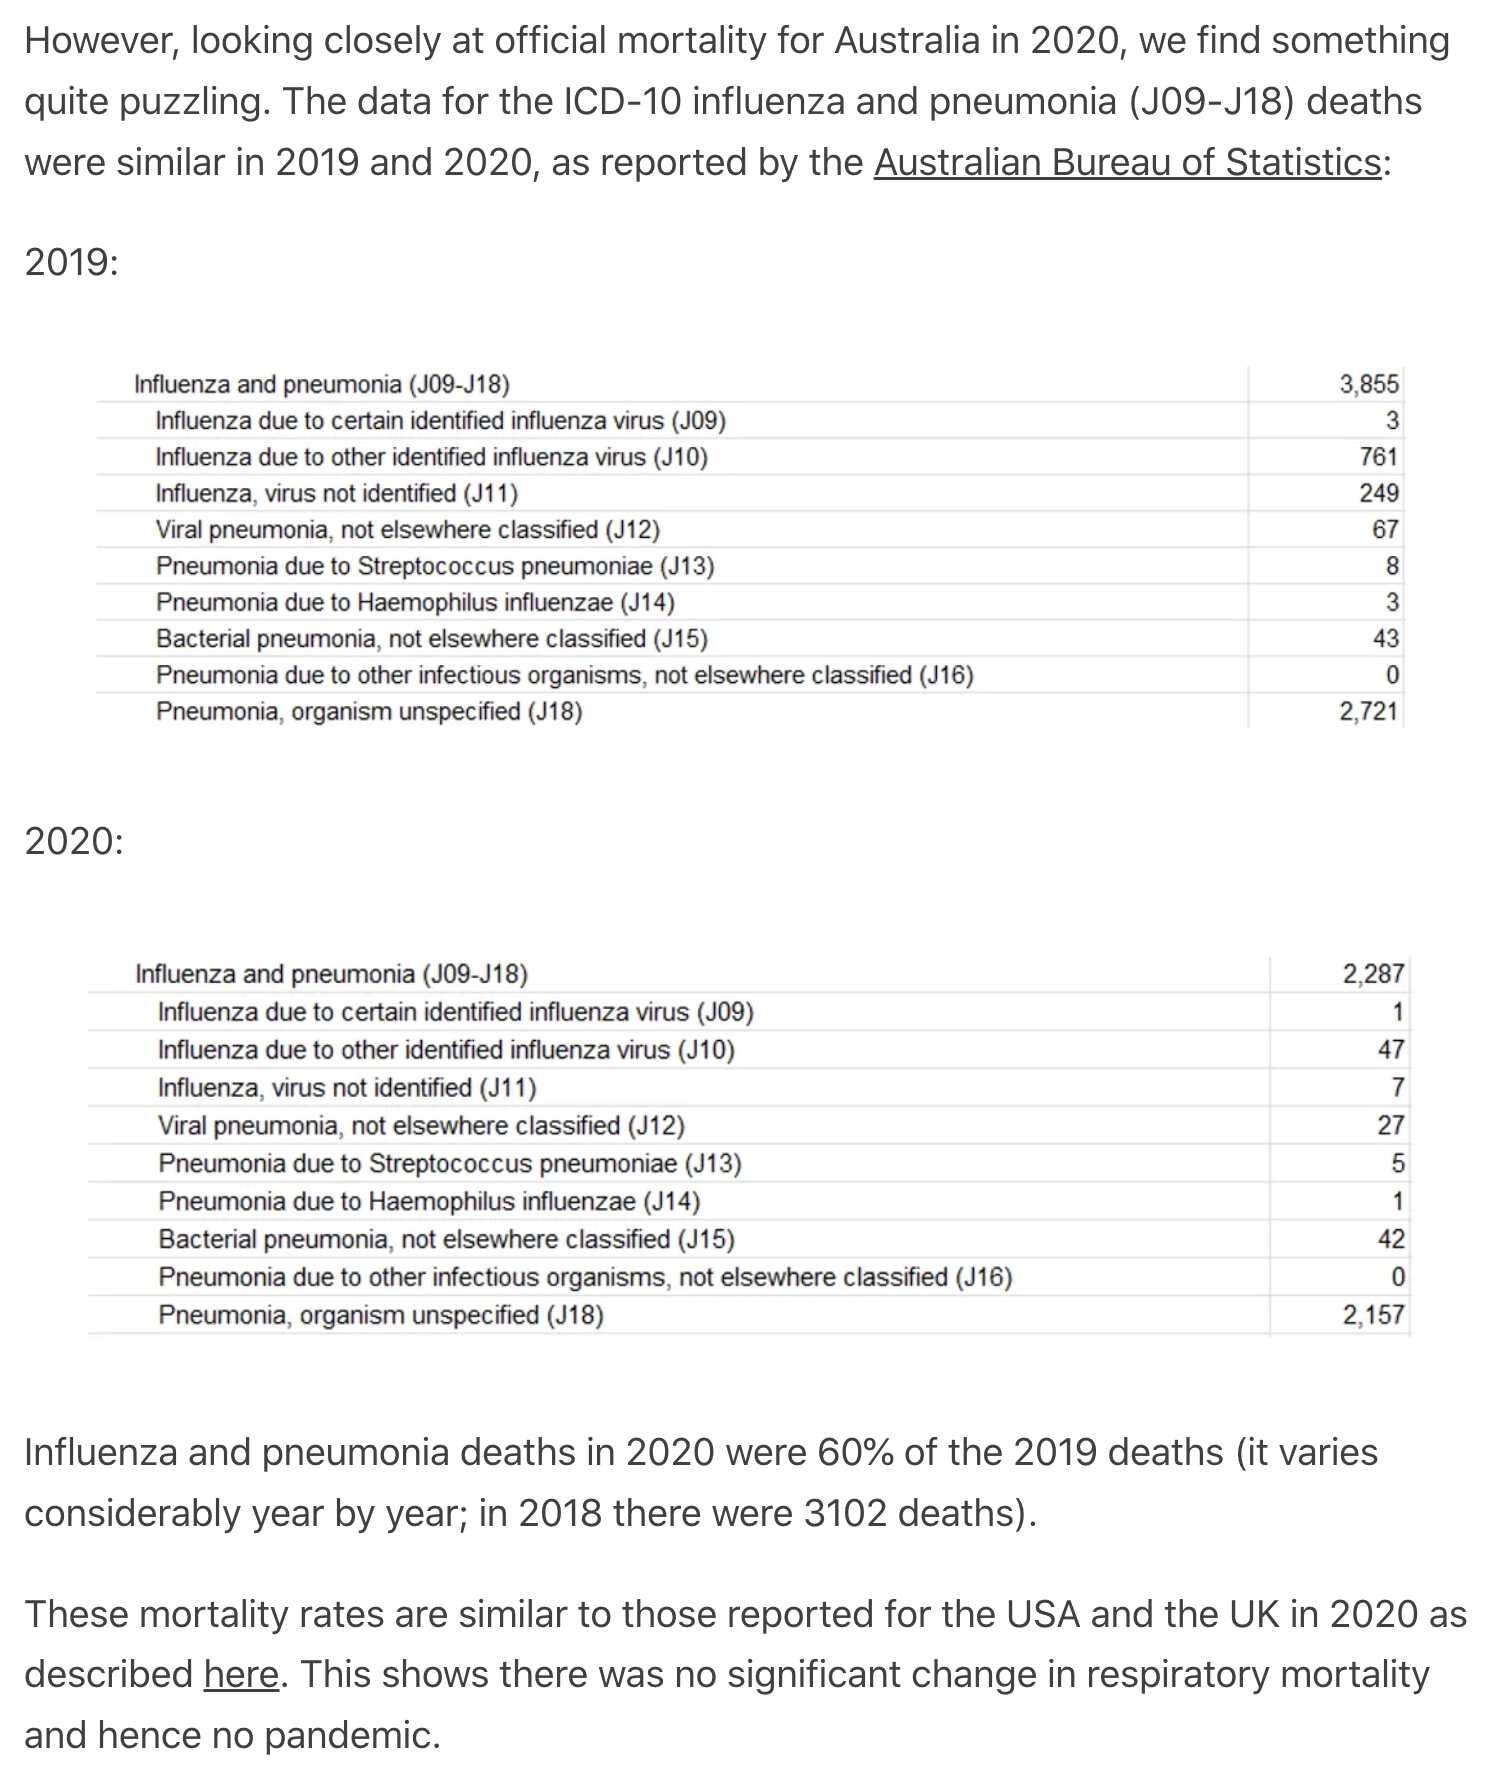 However, looking closely at official mortality for Australia in 2020, we find something
quite puzzling. The data for the ICD-10 influenza and pneumonia (J09-J18) deaths
were similar in 2019 and 2020, as reported by the Australian Bureau of Statistics:
2019:
Influenza and pneumonia (J09-J18) 3,855
Influenza due to certain identified influenza virus (J09) 3
Influenza due to other identified influenza virus (J10) 761
Influenza, virus not identified (J11) 249
Viral pneumonia, not elsewhere classified (J12) 67
Pneumonia due to Streptococcus pneumoniae (J13) 8
Pneumonia due to Haemophilus influenzae (J14) 3
Bacterial pneumonia, not elsewhere classified (J15) 43
Pneumonia due to other infectious organisms, not elsewhere classified (J16) 0
Pneumonia, organism unspecified (J18) 2,721
2020:
Influenza and pneumonia (J09-J18) 2,287
Influenza due to certain identified influenza virus (J09) 1
Influenza due to other identified influenza virus (J10) 47
Influenza, virus not identified (J11) 7
Viral pneumonia, not elsewhere classified (J12) 27
Pneumonia due to Streptococcus pneumoniae (J13) 5
Pneumonia due to Haemophilus influenzae (J14) 1
Bacterial pneumonia, not elsewhere classified (J15) 42
Pneumonia due to other infectious organisms, not elsewhere classified (J16) 0
Pneumonia, organism unspecified (J18) 2,157
Influenza and pneumonia deaths in 2020 were 60% of the 2019 deaths (it varies
considerably year by year; in 2018 there were 3102 deaths).
These mortality rates are similar to those reported for the USA and the UK in 2020 as
described here. This shows there was no significant change in respiratory mortality
and hence no pandemic.